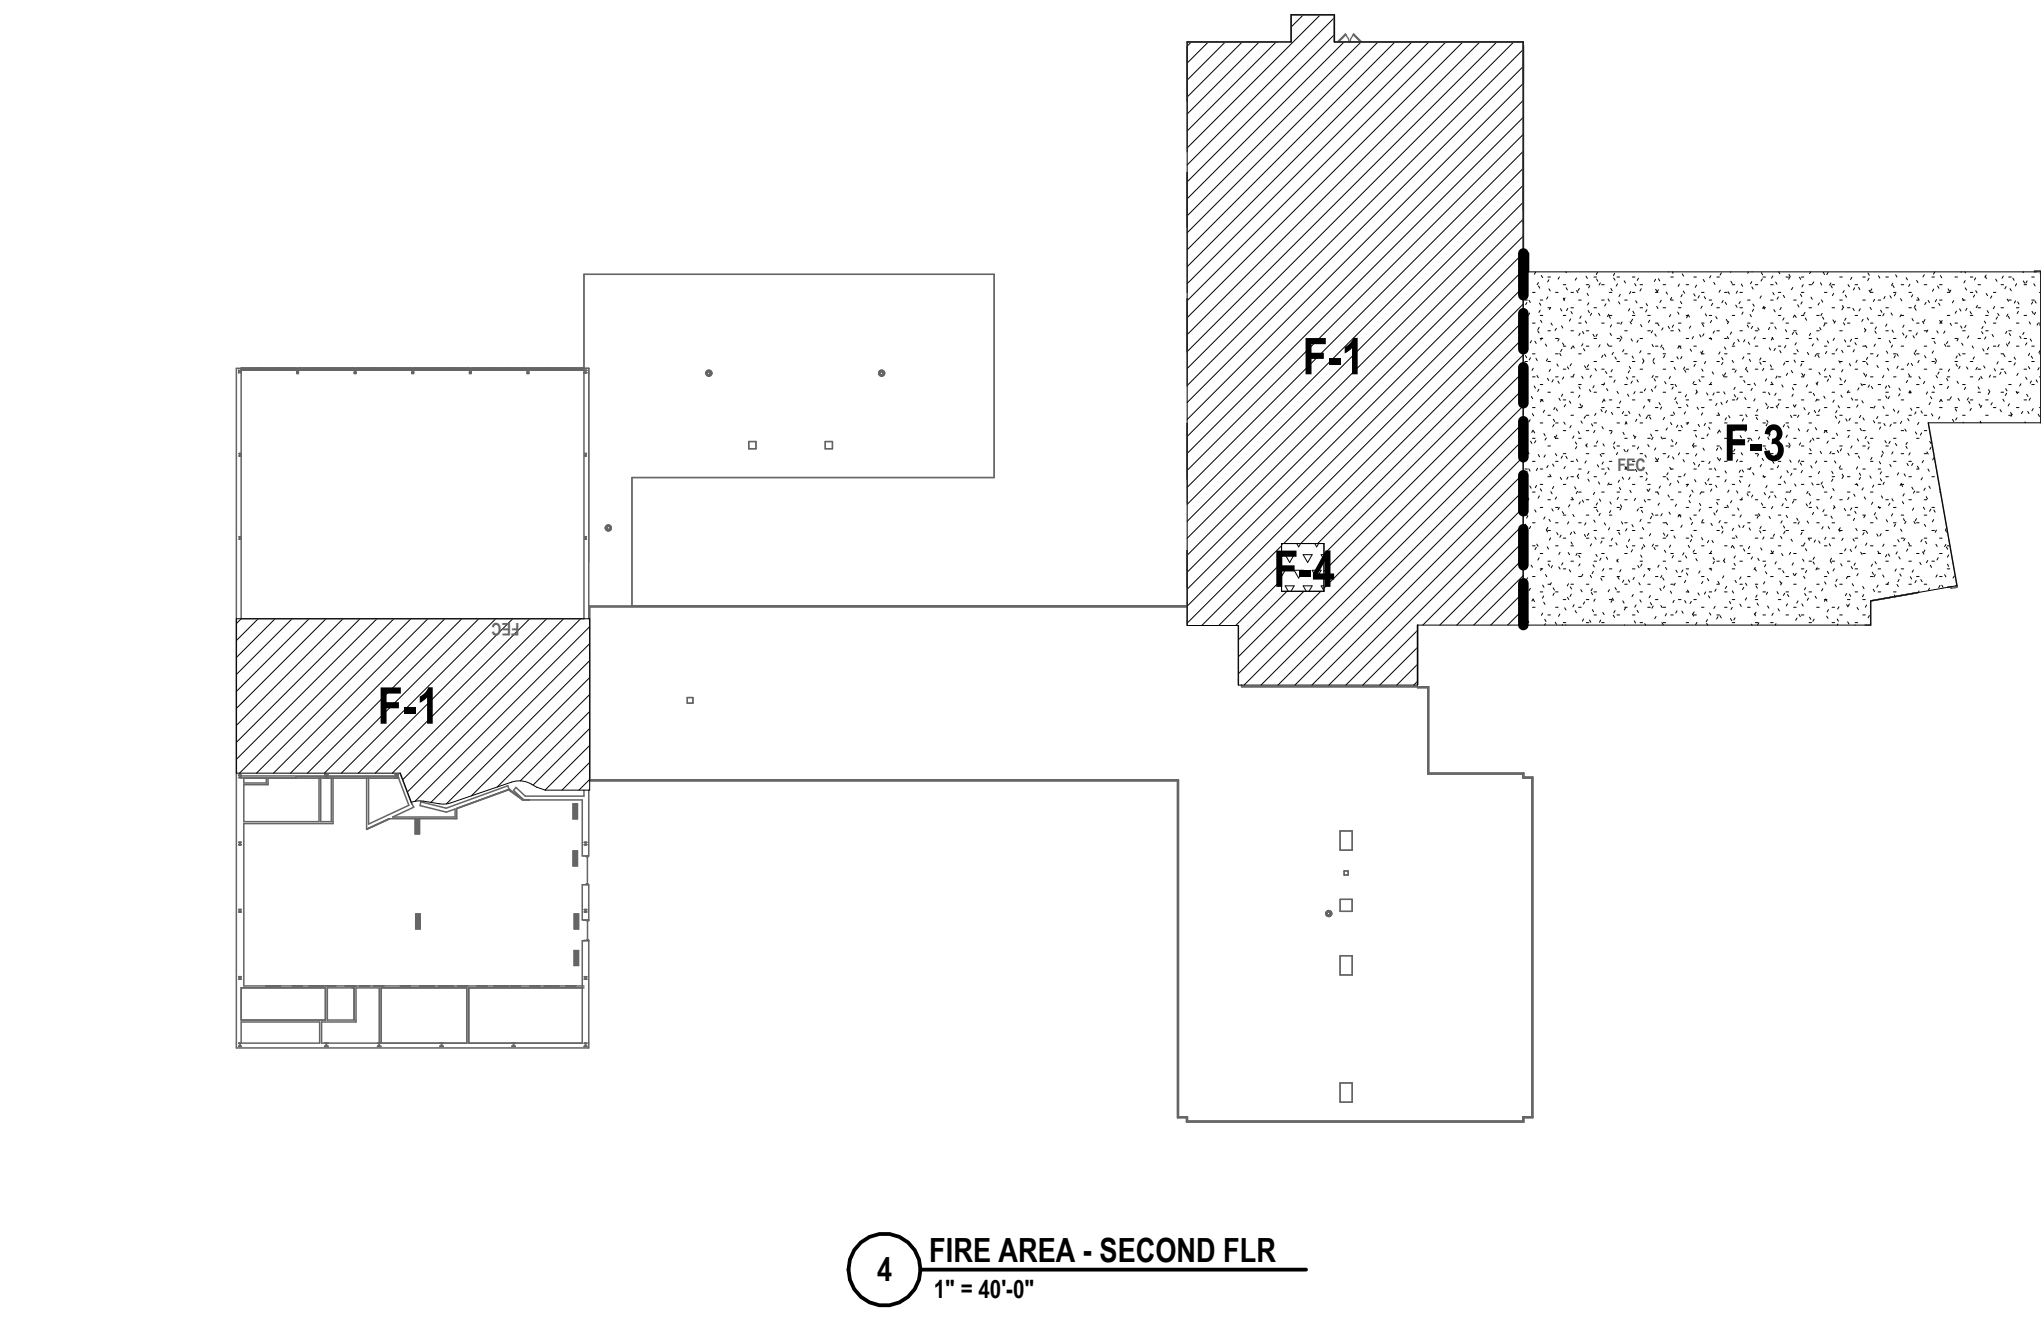 F-1
F-3
FEC
F-4
FEC
F-1
4
FIRE AREA - SECOND FLR
1" = 40'-0"